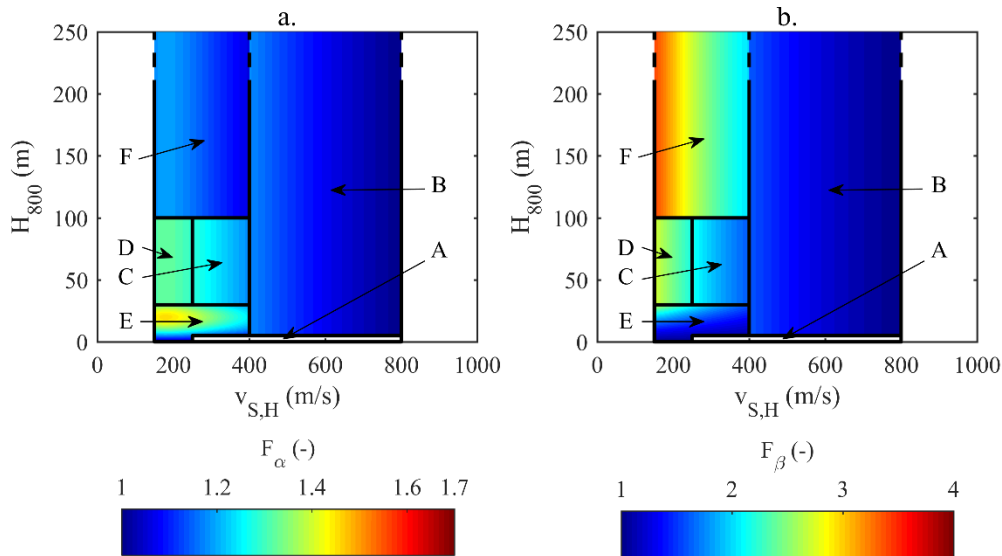 a.
250
200
150
100
50
0
H800 (m)
F
D
C
E
B
A
200 400 600 800 1000
vS,H (m/s)
Fα (-)
1 1.2 1.4 1.6 1.7
b.
250
200
150
100
50
0
H800 (m)
F
D
C
E
B
A
0 200 400 600 800 1000
vS,H (m/s)
Fβ (-)
1 2 3 4